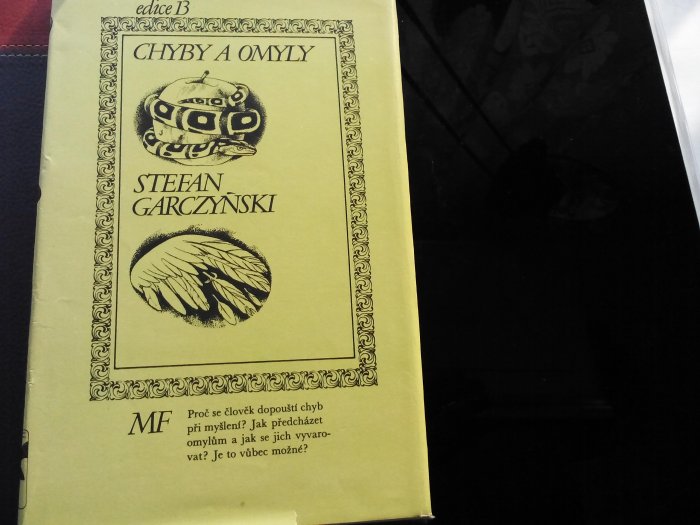 edice 13
CHYBY A OMYLY
STEFAN
GARCZYŃSKI
MF
Proč se člověk dopouští chyb
při myšlení? Jak předcházet
omylům a jak se jich vyvaro-
vat? Je to vůbec možné?